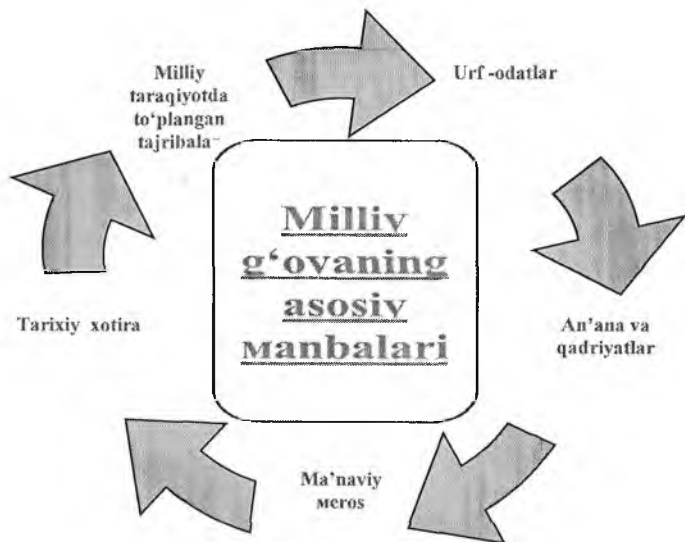 Milliy
taraqiyotda
to‘plangan
tajribala
Urf -odatlar
Milliy
g‘oyaning
asosiy
manbalari
Tarixiy xotira
An’ana va
qadriyatlar
Ma’naviy
meros